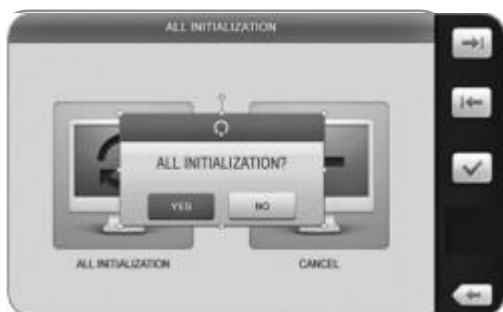 ALL INITIALIZATION
ALL INITIALIZATION?
YES
NO
ALL INITIALIZATION
CANCEL